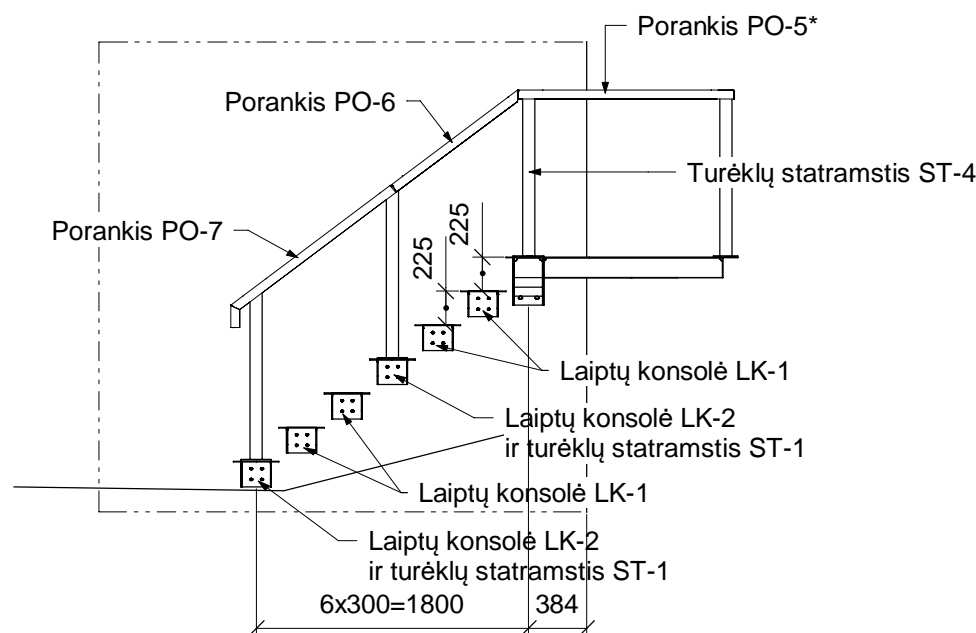 Porankis PO-5*
Porankis PO-6
Turėklų statramstis ST-4
Porankis PO-7
225
225
Laiptų konsolė LK-1
Laiptų konsolė LK-2
ir turėklų statramstis ST-1
Laiptų konsolė LK-1
Laiptų konsolė LK-2
ir turėklų statramstis ST-1
6x300=1800
384